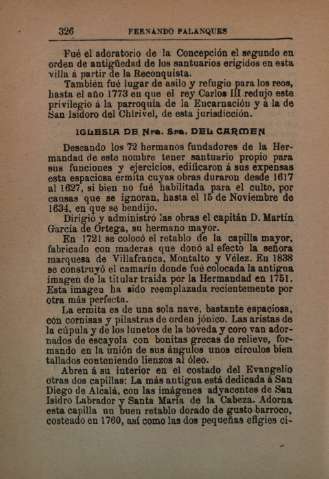 326 FERNANDO PALANQUES
Fué el adoratorio de la Concepción el segundo en
orden de antigüedad de los santuarios erigidos en esta
villa á partir de la Reconquista.
También fué lugar de asilo y refugio para los reos,
hasta el año 1773 en que el rey Carlos III redujo este
privilegio á la parroquia de la Encarnación y á la de
San Isidoro del Chirivel, de esta jurisdicción.
IGLESIA DE Nra. Sra. DEL CARMEN
Deseando los 72 hermanos fundadores de la Her-
mandad de este nombre tener santuario propio para
sus funciones y ejercicios, edificaron á sus expensas
esta espaciosa ermita cuyas obras duraron desde 1617
al 1627, si bien no fué habilitada para el culto, por
causas que se ignoran, hasta el 15 de Noviembre de
1634, en que se bendijo.
Dirigió y administró las obras el capitán D. Martín
García de Ortega, su hermano mayor.
En 1721 se colocó el retablo de la capilla mayor,
fabricado con maderas que donó al efecto la señora
marquesa de Villafranca, Montalto y Vélez. En 1838
se construyó el camarín donde fué colocada la antigua
imagen de la titular traida por la Hermandad en 1751.
Esta imagen ha sido reemplazada recientemente por
otra más perfecta.
La ermita es de una sola nave, bastante espaciosa,
con cornisas y pilastras de orden jónico. Las aristas de
la cúpula y de los lunetos de la bóveda y coro van ador-
nados de escayola con bonitas grecas de relieve, for-
mando en la unión de sus ángulos unos círculos bien
tallados conteniendo lienzos al óleo.
Abren á su interior en el costado del Evangelio
otras dos capillas: La más antigua está dedicada á San
Diego de Alcalá, con las imágenes adyacentes de San
Isidro Labrador y Santa María de la Cabeza. Adorna
esta capilla un buen retablo dorado de gusto barroco,
costeado en 1760, así como las dos pequeñas efigies ci-